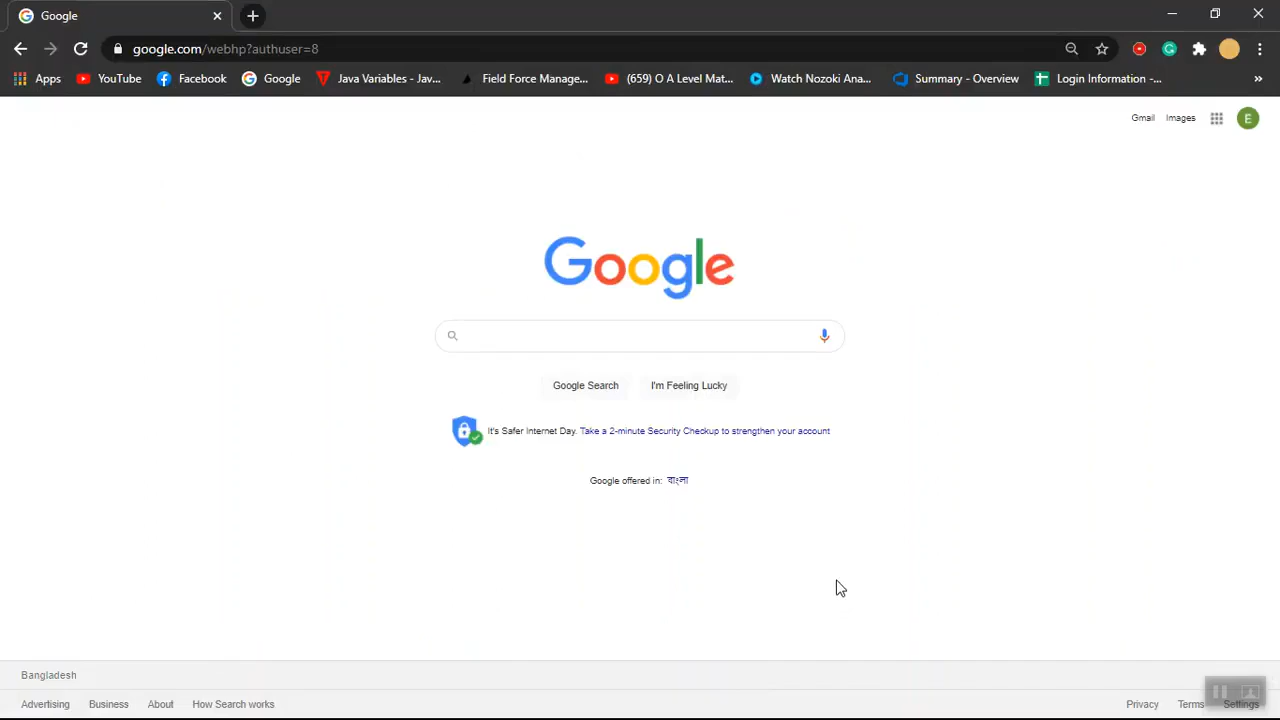 Google
google.com/webhp?authuser=8
Apps YouTube Facebook Google Java Variables - Jav... Field Force Manage... (659) O A Level Mat... Watch Nozoki Ana... Summary - Overview Login Information -...
Gmail Images E
Google
Google Search I'm Feeling Lucky
It's Safer Internet Day. Take a 2-minute Security Checkup to strengthen your account
Google offered in: বাংলা
Bangladesh
Advertising Business About How Search works Privacy Terms Settings